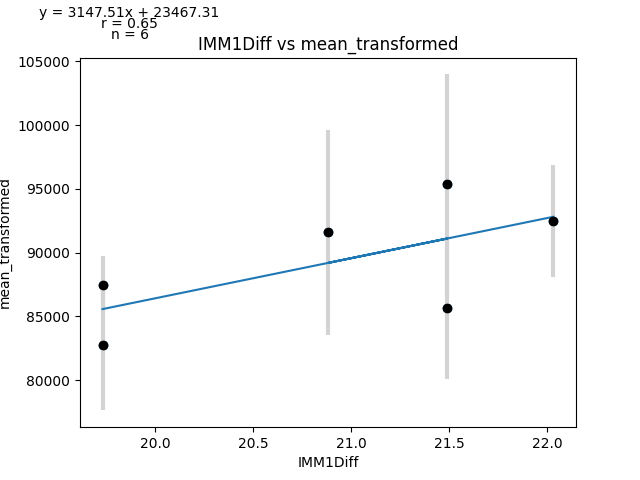 y = 3147.51x + 23467.31
r = 0.65
n = 6
IMM1Diff vs mean_transformed
105000
100000
95000
90000
85000
80000
mean_transformed
20.0 20.5 21.0 21.5 22.0
IMM1Diff